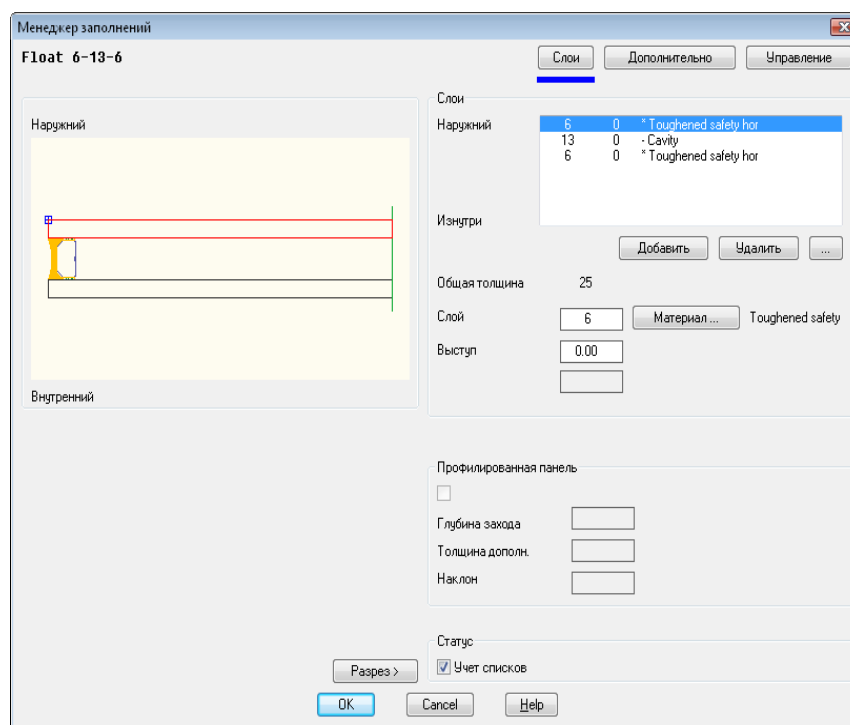 Менеджер заполнений
Float 6-13-6
Слои Дополнительно Управление
Слои
Наружний
Наружний
6 0 * Toughened safety hor
13 0 - Cavity
6 0 * Toughened safety hor
Изнутри
Добавить Удалить ...
Общая толщина 25
Слой 6 Материал ... Toughened safety
Выступ 0.00
Внутренний
Профилированная панель
Глубина захода
Толщина дополн.
Наклон
Статус
Учет списков
Разрез >
OK Cancel Help